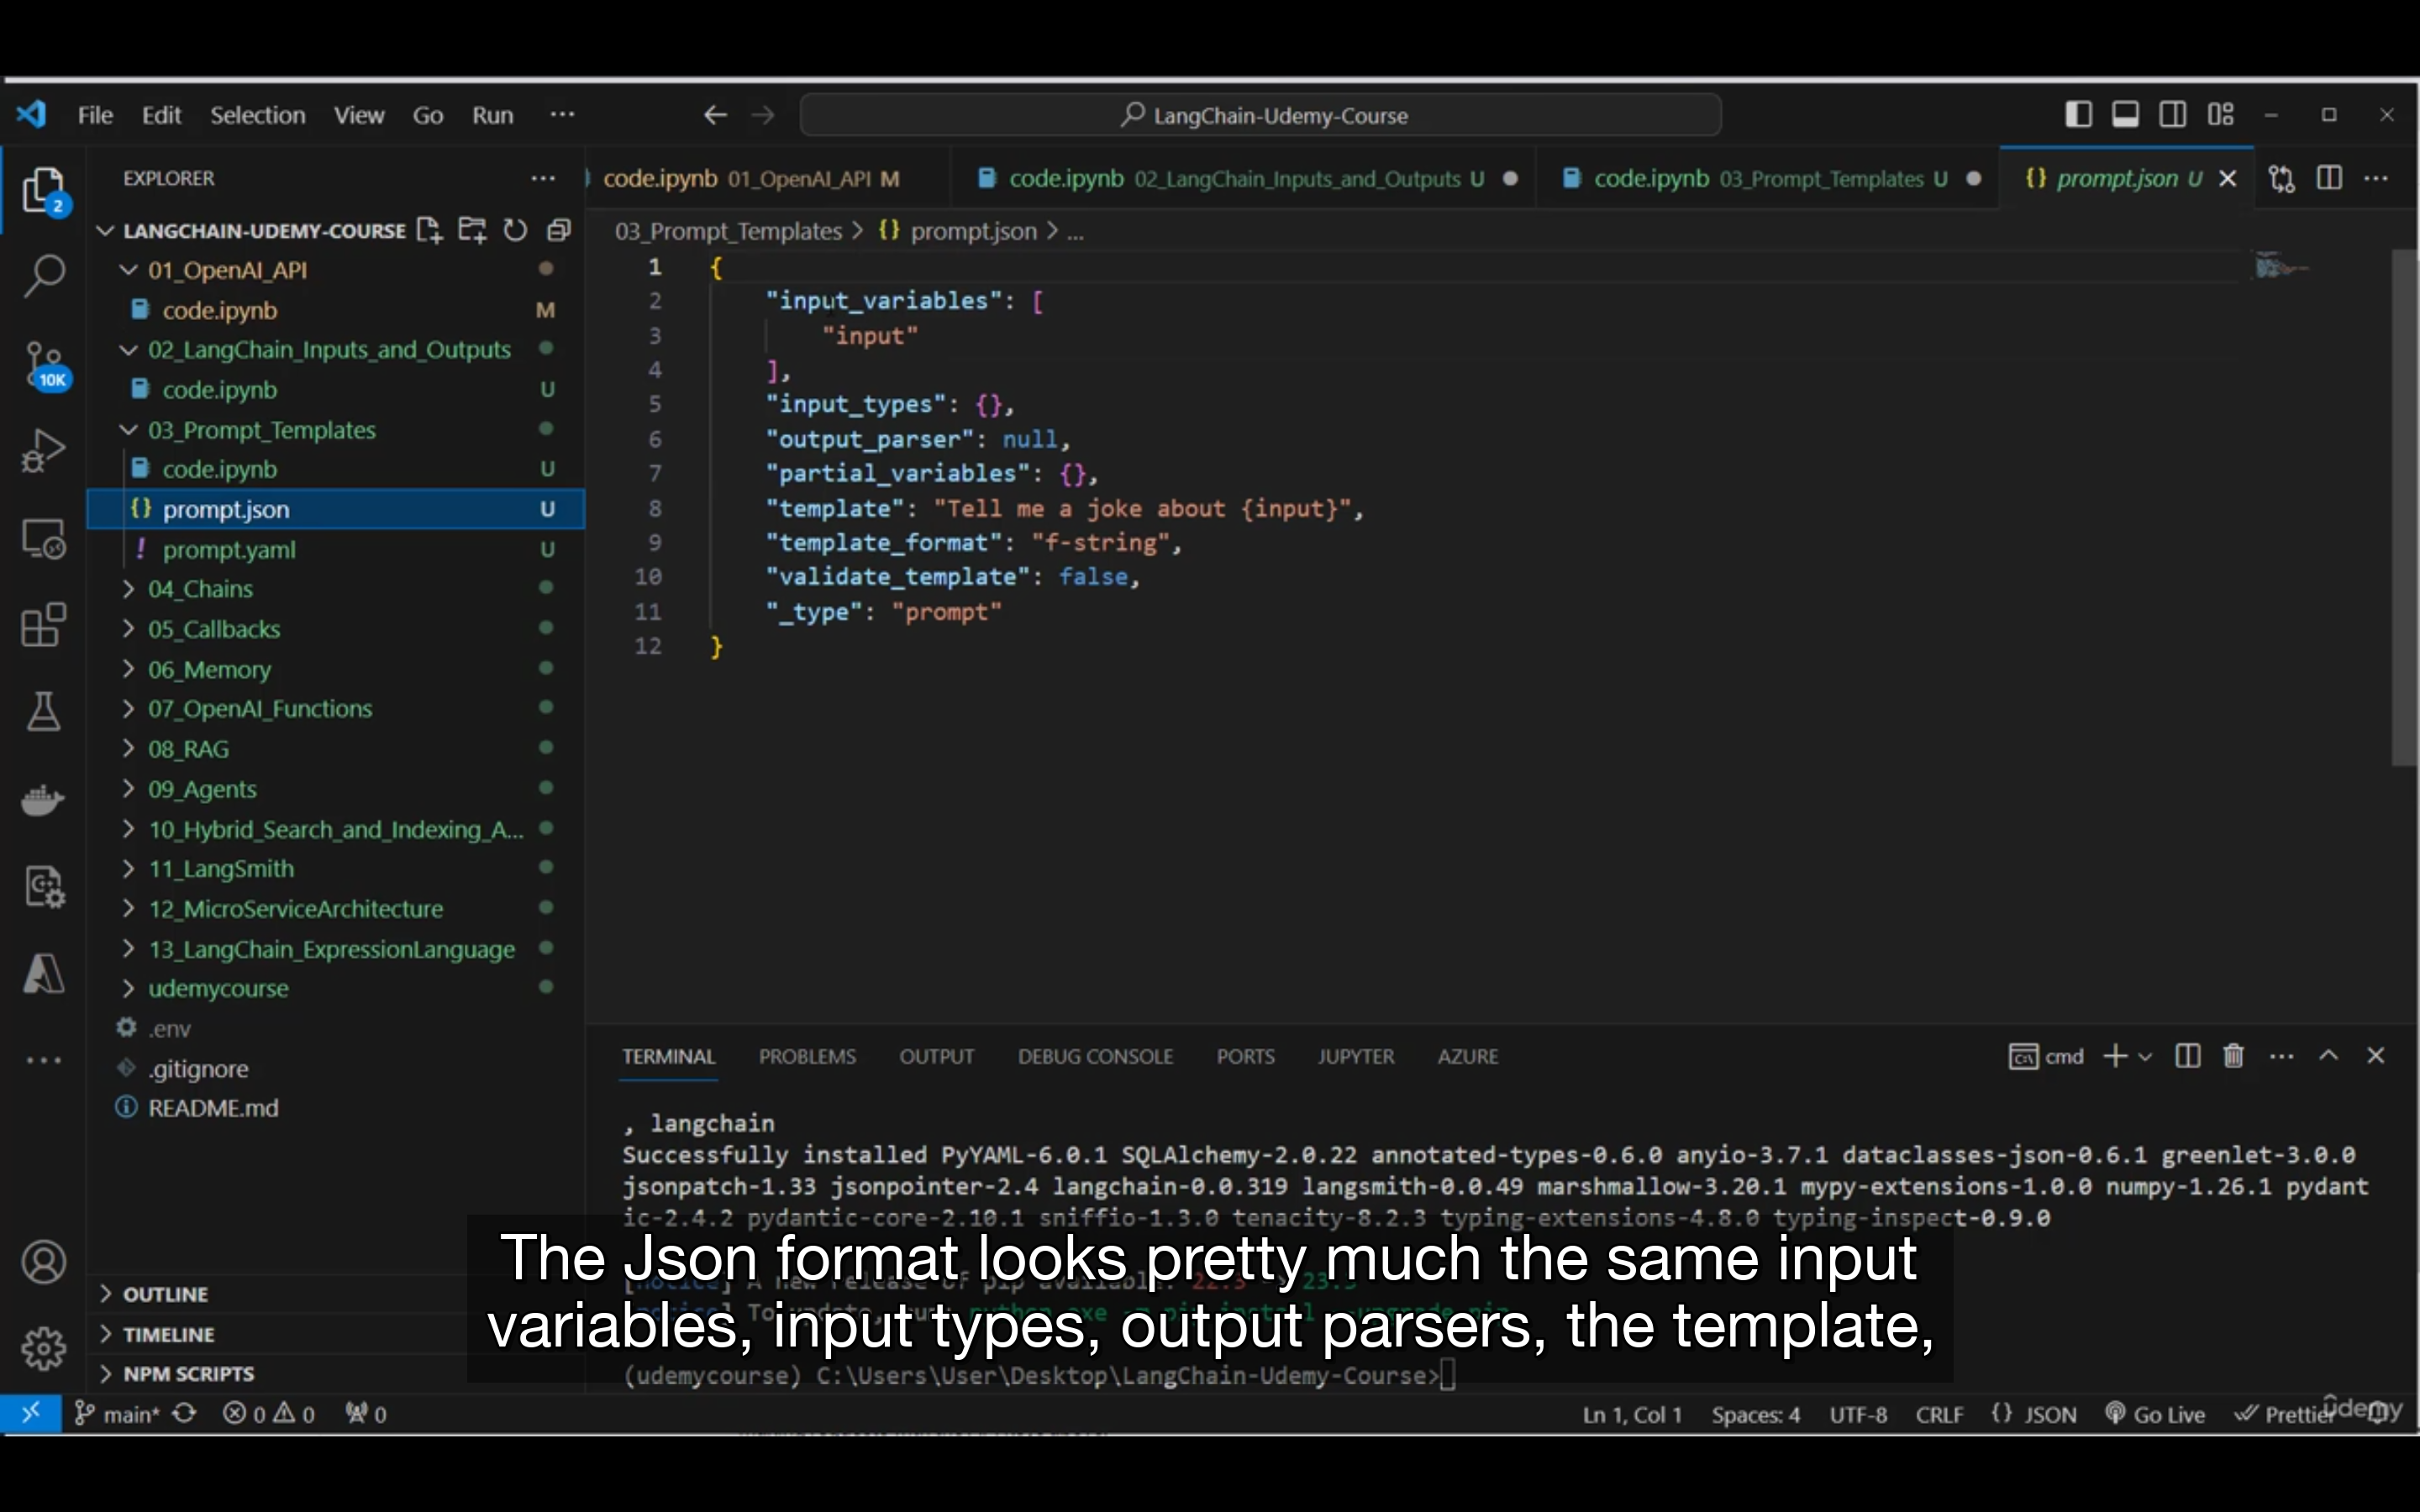 File Edit Selection View Go Run ···
LangChain-Udemy-Course
EXPLORER
code.ipynb 01_OpenAI_API M
code.ipynb 02_LangChain_Inputs_and_Outputs U
code.ipynb 03_Prompt_Templates U
{} prompt.json U
2
10K
LANGCHAIN-UDEMY-COURSE
01_OpenAI_API
code.ipynb M
02_LangChain_Inputs_and_Outputs
code.ipynb U
03_Prompt_Templates
code.ipynb U
{} prompt.json U
! prompt.yaml U
04_Chains
05_Callbacks
06_Memory
07_OpenAI_Functions
08_RAG
09_Agents
10_Hybrid_Search_and_Indexing_A...
11_LangSmith
12_MicroServiceArchitecture
13_LangChain_ExpressionLanguage
udemycourse
.env
.gitignore
README.md
OUTLINE
TIMELINE
NPM SCRIPTS
03_Prompt_Templates > {} prompt.json > ...
1 {
2 "input_variables": [
3 "input"
4 ],
5 "input_types": {},
6 "output_parser": null,
7 "partial_variables": {},
8 "template": "Tell me a joke about {input}",
9 "template_format": "f-string",
10 "validate_template": false,
11 "_type": "prompt"
12 }
TERMINAL PROBLEMS OUTPUT DEBUG CONSOLE PORTS JUPYTER AZURE
cmd
, langchain
Successfully installed PyYAML-6.0.1 SQLAlchemy-2.0.22 annotated-types-0.6.0 anyio-3.7.1 dataclasses-json-0.6.1 greenlet-3.0.0
jsonpatch-1.33 jsonpointer-2.4 langchain-0.0.319 langsmith-0.0.49 marshmallow-3.20.1 mypy-extensions-1.0.0 numpy-1.26.1 pydant
ic-2.4.2 pydantic-core-2.10.1 sniffio-1.3.0 tenacity-8.2.3 typing-extensions-4.8.0 typing-inspect-0.9.0
The Json format looks pretty much the same input
variables, input types, output parsers, the template,
(udemycourse) C:\Users\User\Desktop\LangChain-Udemy-Course>
main* 0 0 0
Ln 1, Col 1 Spaces: 4 UTF-8 CRLF {} JSON Go Live Prettier
ûdemy